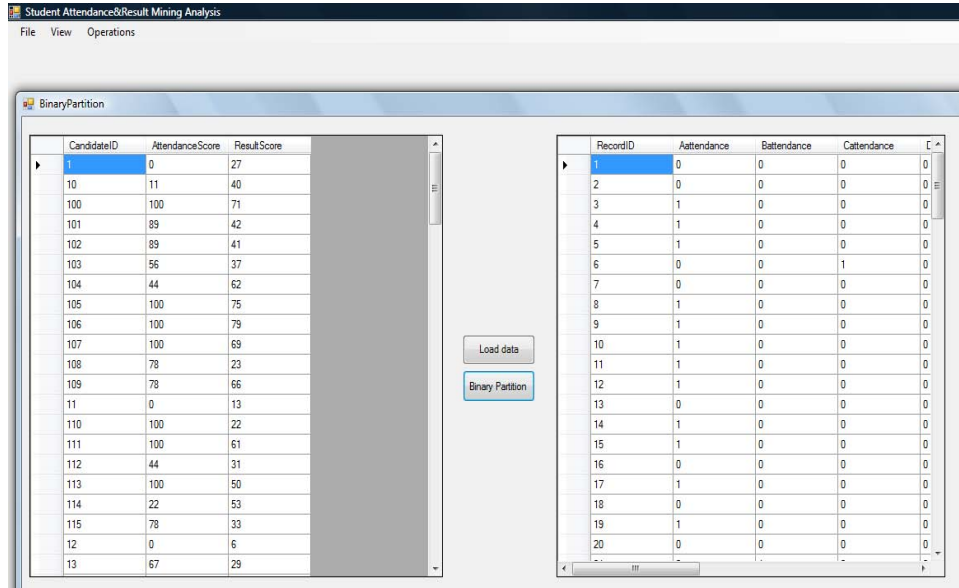 Student Attendance&Result Mining Analysis
File View Operations
BinaryPartition
CandidateID AttendanceScore ResultScore
1 0 27
10 11 40
100 100 71
101 89 42
102 89 41
103 56 37
104 44 62
105 100 75
106 100 79
107 100 69
108 78 23
109 78 66
11 0 13
110 100 22
111 100 61
112 44 31
113 100 50
114 22 53
115 78 33
12 0 6
13 67 29
Load data
Binary Partition
RecordID Aattendance Battendance Cattendance
1 0 0 0 0
2 0 0 0 0
3 1 0 0 0
4 1 0 0 0
5 1 0 0 0
6 0 0 1 0
7 0 0 0 0
8 1 0 0 0
9 1 0 0 0
10 1 0 0 0
11 1 0 0 0
12 1 0 0 0
13 0 0 0 0
14 1 0 0 0
15 1 0 0 0
16 0 0 0 0
17 1 0 0 0
18 0 0 0 0
19 1 0 0 0
20 0 0 0 0